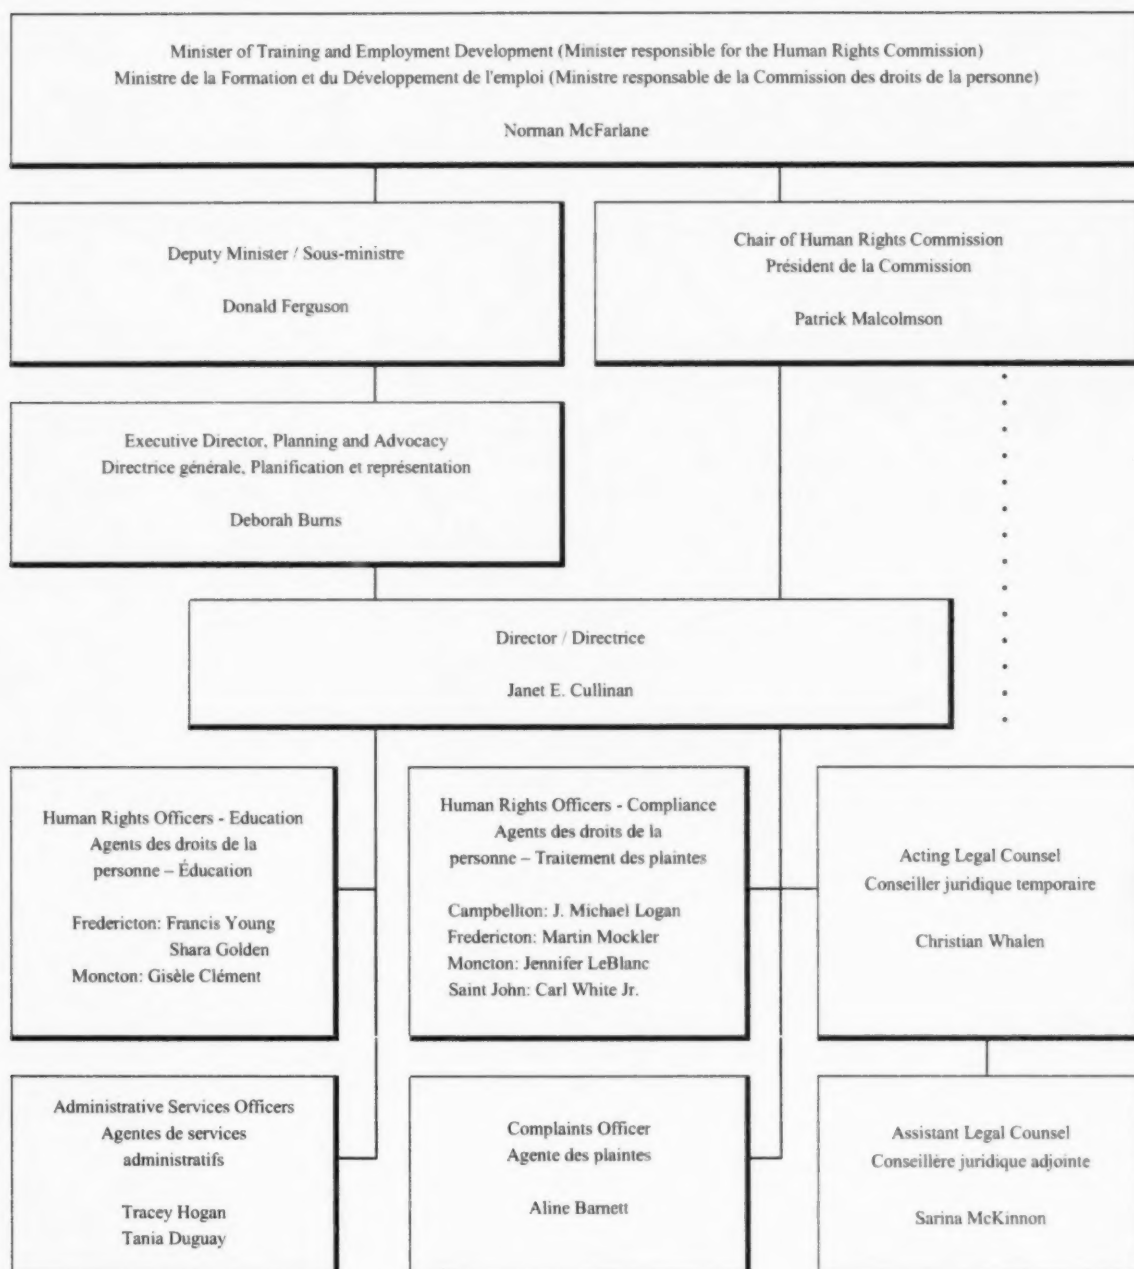 Minister of Training and Employment Development (Minister responsible for the Human Rights Commission)
Ministre de la Formation et du Développement de l'emploi (Ministre responsable de la Commission des droits de la personne)
Norman McFarlane
Deputy Minister / Sous-ministre
Donald Ferguson
Chair of Human Rights Commission
Président de la Commission
Patrick Malcolmson
Executive Director, Planning and Advocacy
Directrice générale, Planification et représentation
Deborah Burns
Director / Directrice
Janet E. Cullinan
Human Rights Officers - Education
Agents des droits de la
personne – Éducation
Fredericton: Francis Young
Shara Golden
Moncton: Gisèle Clément
Human Rights Officers - Compliance
Agents des droits de la
personne – Traitement des plaintes
Campbellton: J. Michael Logan
Fredericton: Martin Mockler
Moncton: Jennifer LeBlanc
Saint John: Carl White Jr.
Acting Legal Counsel
Conseiller juridique temporaire
Christian Whalen
Administrative Services Officers
Agentes de services
administratifs
Tracey Hogan
Tania Duguay
Complaints Officer
Agente des plaintes
Aline Barnett
Assistant Legal Counsel
Conseillère juridique adjointe
Sarina McKinnon